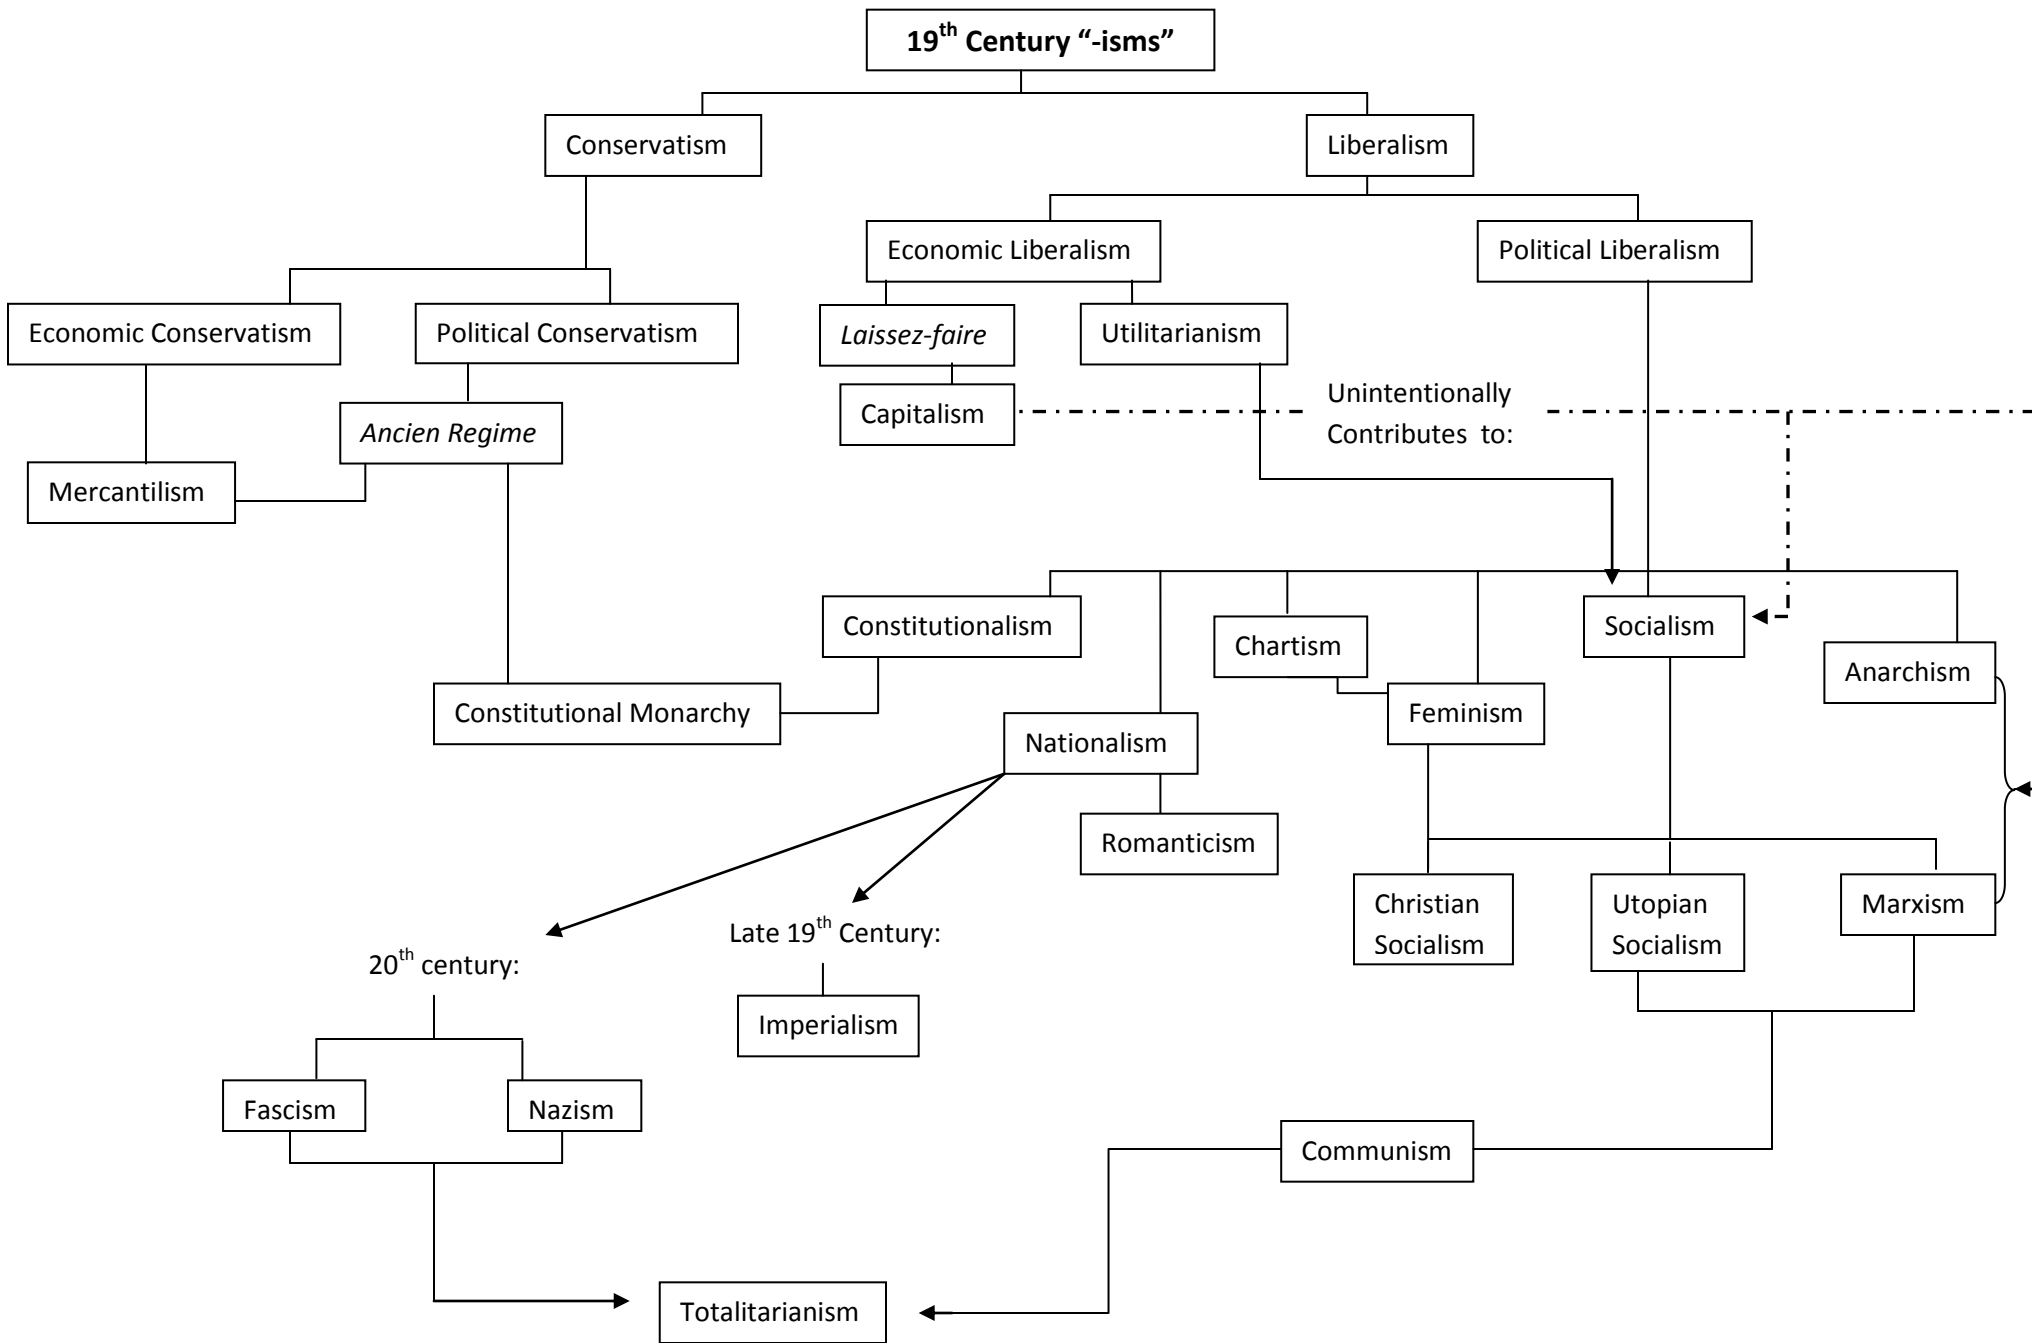 19th Century “-isms”
Conservatism
Liberalism
Economic Liberalism
Political Liberalism
Economic Conservatism
Political Conservatism
Laissez-faire
Utilitarianism
Capitalism
Unintentionally
Contributes to:
Ancien Regime
Mercantilism
Constitutionalism
Chartism
Socialism
Anarchism
Constitutional Monarchy
Nationalism
Feminism
Romanticism
Christian
Socialism
Utopian
Socialism
Marxism
Late 19th Century:
20th century:
Imperialism
Fascism
Nazism
Communism
Totalitarianism